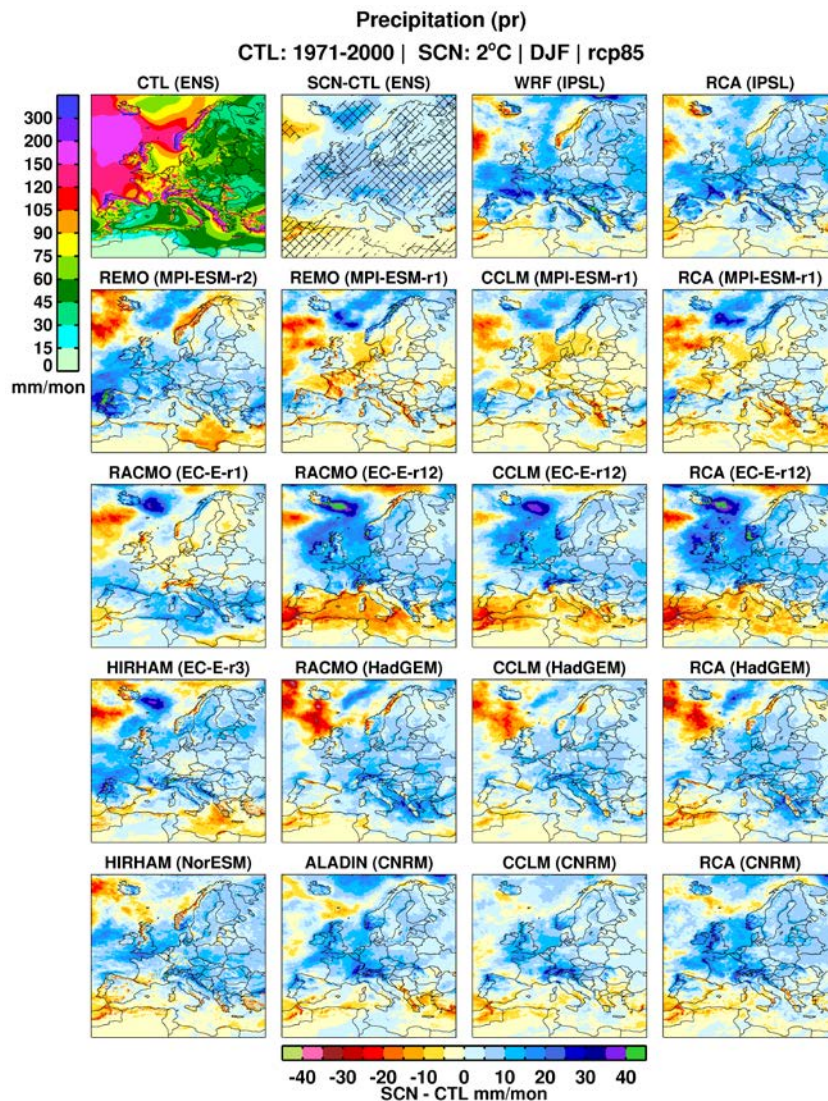 Precipitation (pr)
CTL: 1971-2000 | SCN: 2°C | DJF | rcp85
CTL (ENS) SCN-CTL (ENS) WRF (IPSL) RCA (IPSL)
300
200
150
120
105
90
75
60
45
30
15
0
mm/mon
REMO (MPI-ESM-r2) REMO (MPI-ESM-r1) CCLM (MPI-ESM-r1) RCA (MPI-ESM-r1)
RACMO (EC-E-r1) RACMO (EC-E-r12) CCLM (EC-E-r12) RCA (EC-E-r12)
HIRHAM (EC-E-r3) RACMO (HadGEM) CCLM (HadGEM) RCA (HadGEM)
HIRHAM (NorESM) ALADIN (CNRM) CCLM (CNRM) RCA (CNRM)
-40 -30 -20 -10 0 10 20 30 40
SCN - CTL mm/mon